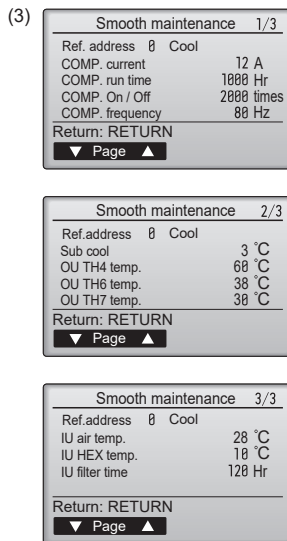 (3)
Smooth maintenance 1/3
Ref. address 0 Cool
COMP. current 12 A
COMP. run time 1000 Hr
COMP. On / Off 2000 times
COMP. frequency 80 Hz
Return: RETURN
▼ Page ▲
Smooth maintenance 2/3
Ref.address 0 Cool
Sub cool 3 °C
OU TH4 temp. 60 °C
OU TH6 temp. 38 °C
OU TH7 temp. 30 °C
Return: RETURN
▼ Page ▲
Smooth maintenance 3/3
Ref.address 0 Cool
IU air temp. 28 °C
IU HEX temp. 10 °C
IU filter time 120 Hr
Return: RETURN
▼ Page ▲